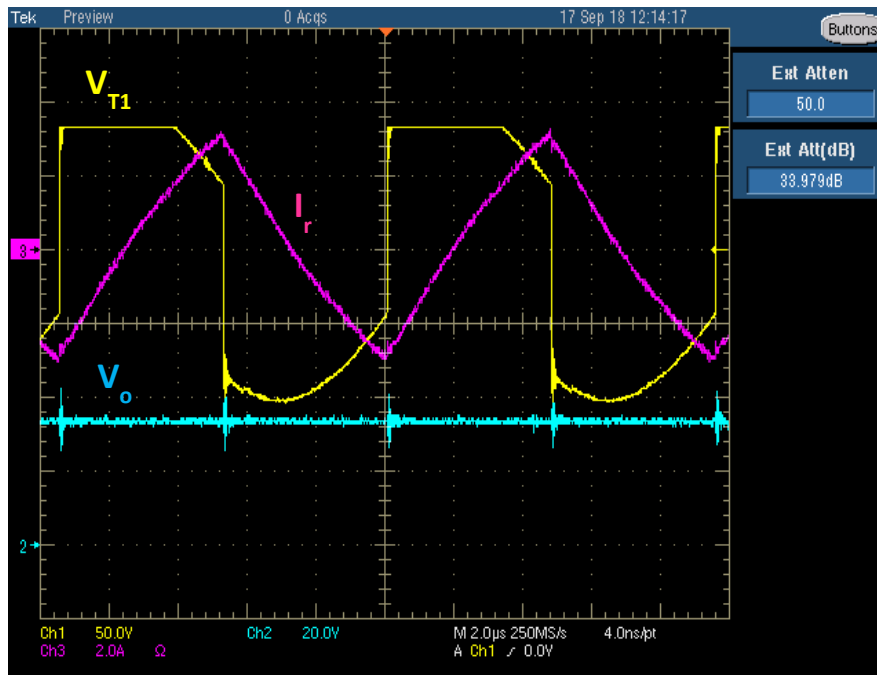 Tek Preview 0 Acqs 17 Sep 18 12:14:17
Buttons
Ext Atten
50.0
Ext Att(dB)
33.979dB
VT1
Ir
3
Vo
2
Ch1 50.0V Ch2 20.0V M 2.0µs 250MS/s 4.0ns/pt
Ch3 2.0A Ω A Ch1 ∕ 0.0V